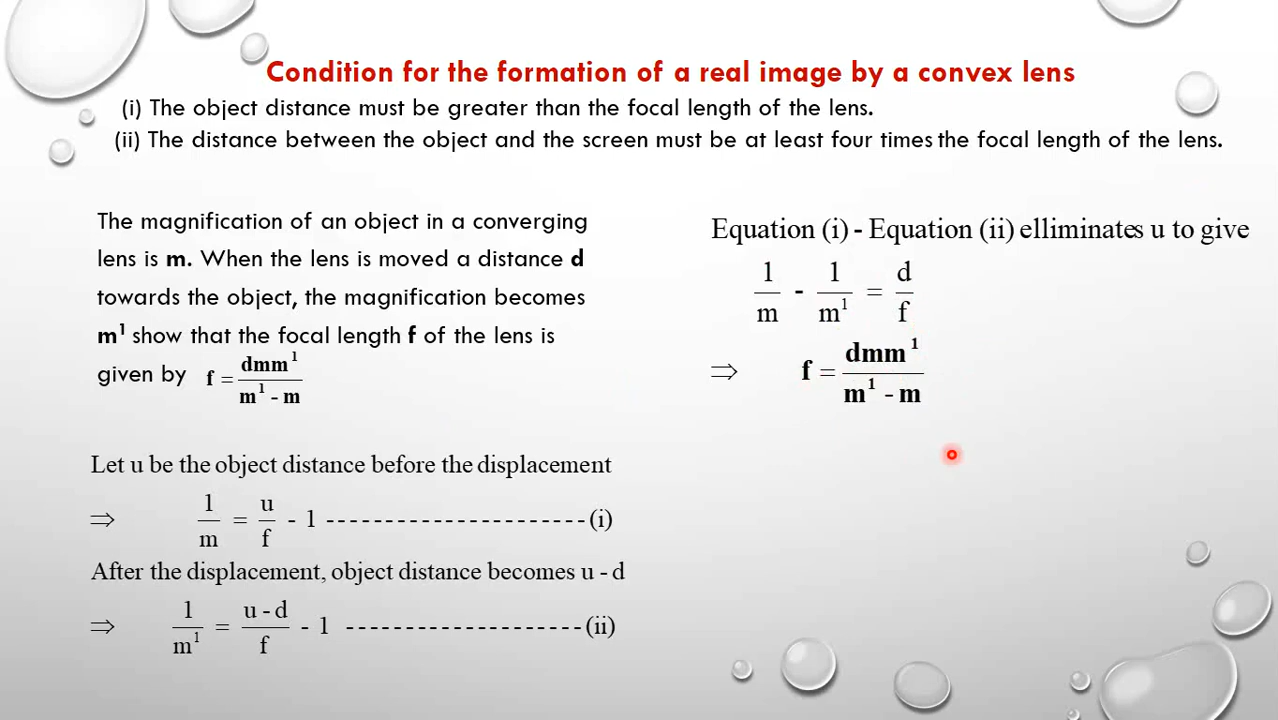 Condition for the formation of a real image by a convex lens
(i) The object distance must be greater than the focal length of the lens.
(ii) The distance between the object and the screen must be at least four times the focal length of the lens.
The magnification of an object in a converging
lens is m. When the lens is moved a distance d
towards the object, the magnification becomes
m¹ show that the focal length f of the lens is
given by f = dmm¹ / m¹ - m
Let u be the object distance before the displacement
⇒ 1/m = u/f - 1 ----------------------(i)
After the displacement, object distance becomes u - d
⇒ 1/m¹ = u - d/f - 1 --------------------(ii)
Equation (i) - Equation (ii) elliminates u to give
1/m - 1/m¹ = d/f
⇒ f = dmm¹ / m¹ - m